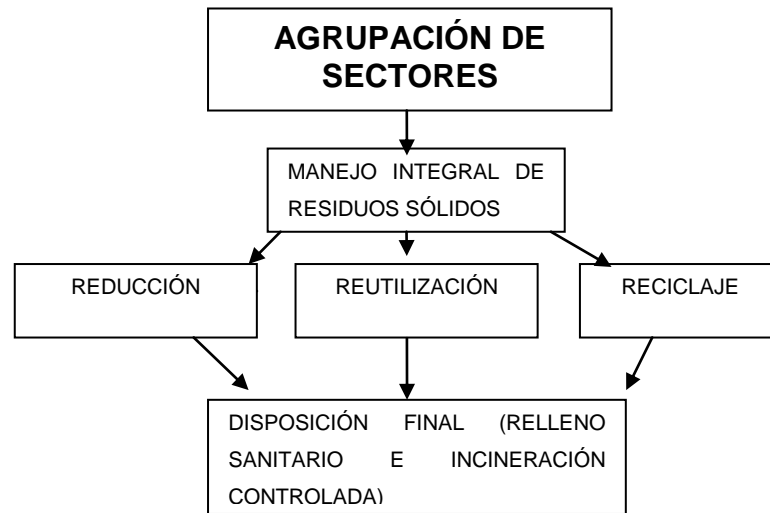 AGRUPACIÓN DE
SECTORES
MANEJO INTEGRAL DE
RESIDUOS SÓLIDOS
REDUCCIÓN
REUTILIZACIÓN
RECICLAJE
DISPOSICIÓN FINAL (RELLENO
SANITARIO E INCINERACIÓN
CONTROLADA)